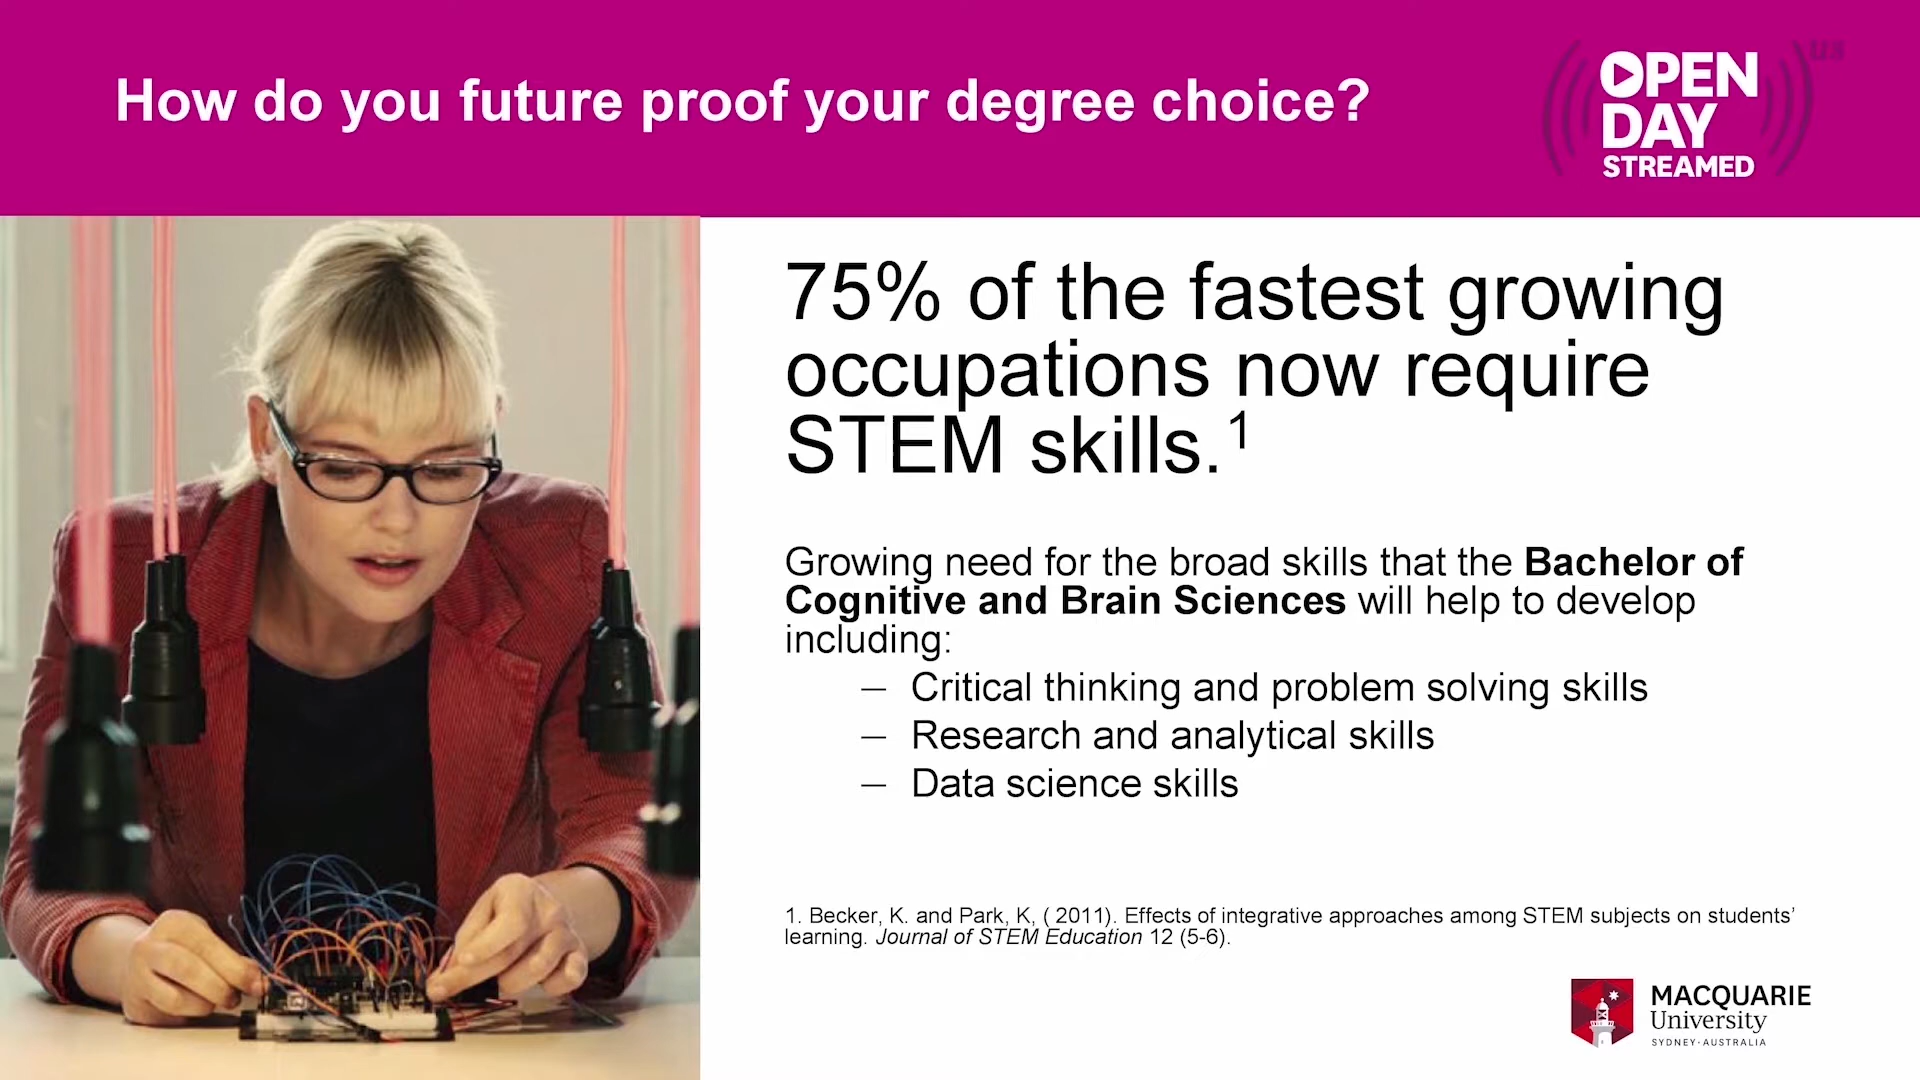 How do you future proof your degree choice?
OPEN
DAY
STREAMED
75% of the fastest growing
occupations now require
STEM skills.¹
Growing need for the broad skills that the Bachelor of
Cognitive and Brain Sciences will help to develop
including:
— Critical thinking and problem solving skills
— Research and analytical skills
— Data science skills
1. Becker, K. and Park, K, ( 2011). Effects of integrative approaches among STEM subjects on students’
learning. Journal of STEM Education 12 (5-6).
MACQUARIE
University
SYDNEY·AUSTRALIA